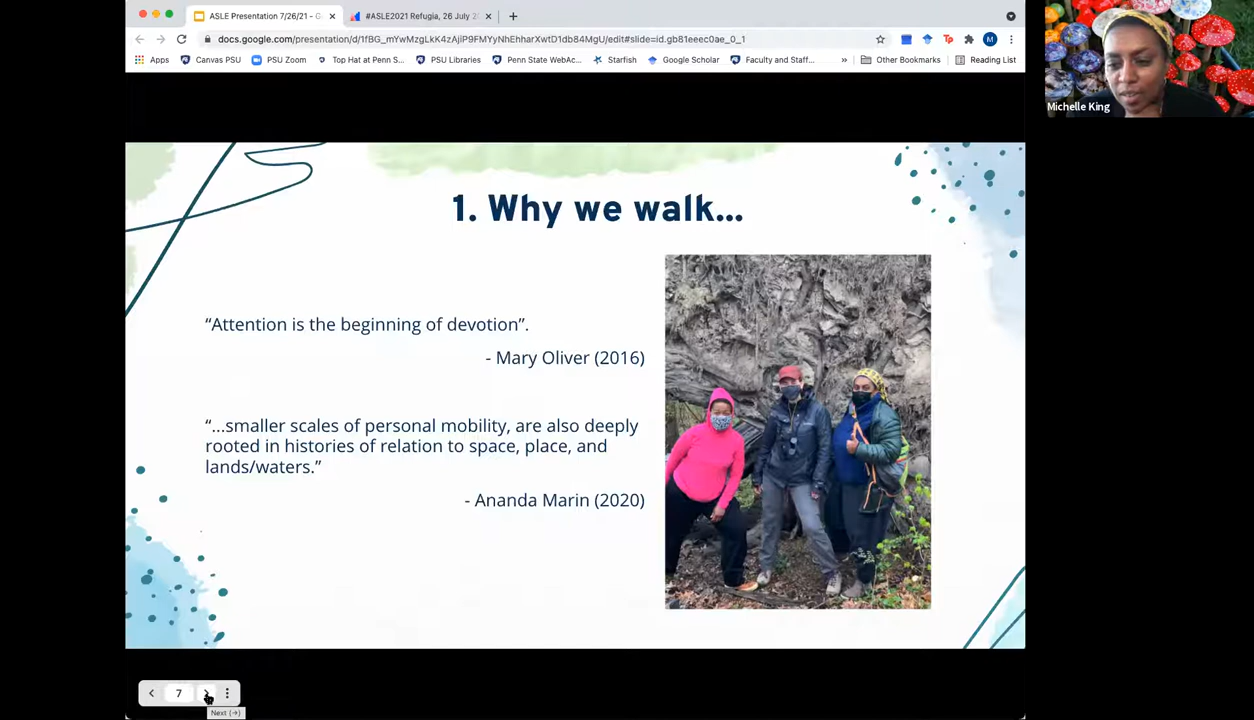 ASLE Presentation 7/26/21 - G
#ASLE2021 Refugia, 26 July 2
docs.google.com/presentation/d/1fBG_mYwMzgLkK4zAjiP9FMYyNhEhharXwtD1db84MgU/edit#slide=id.gb81eeec0ae_0_1
Apps
Canvas PSU
PSU Zoom
Top Hat at Penn S...
PSU Libraries
Penn State WebAc...
Starfish
Google Scholar
Faculty and Staff...
Other Bookmarks
Reading List
M
Michelle King
1. Why we walk...
“Attention is the beginning of devotion”.
- Mary Oliver (2016)
“...smaller scales of personal mobility, are also deeply
rooted in histories of relation to space, place, and
lands/waters.”
- Ananda Marin (2020)
7
Next (→)